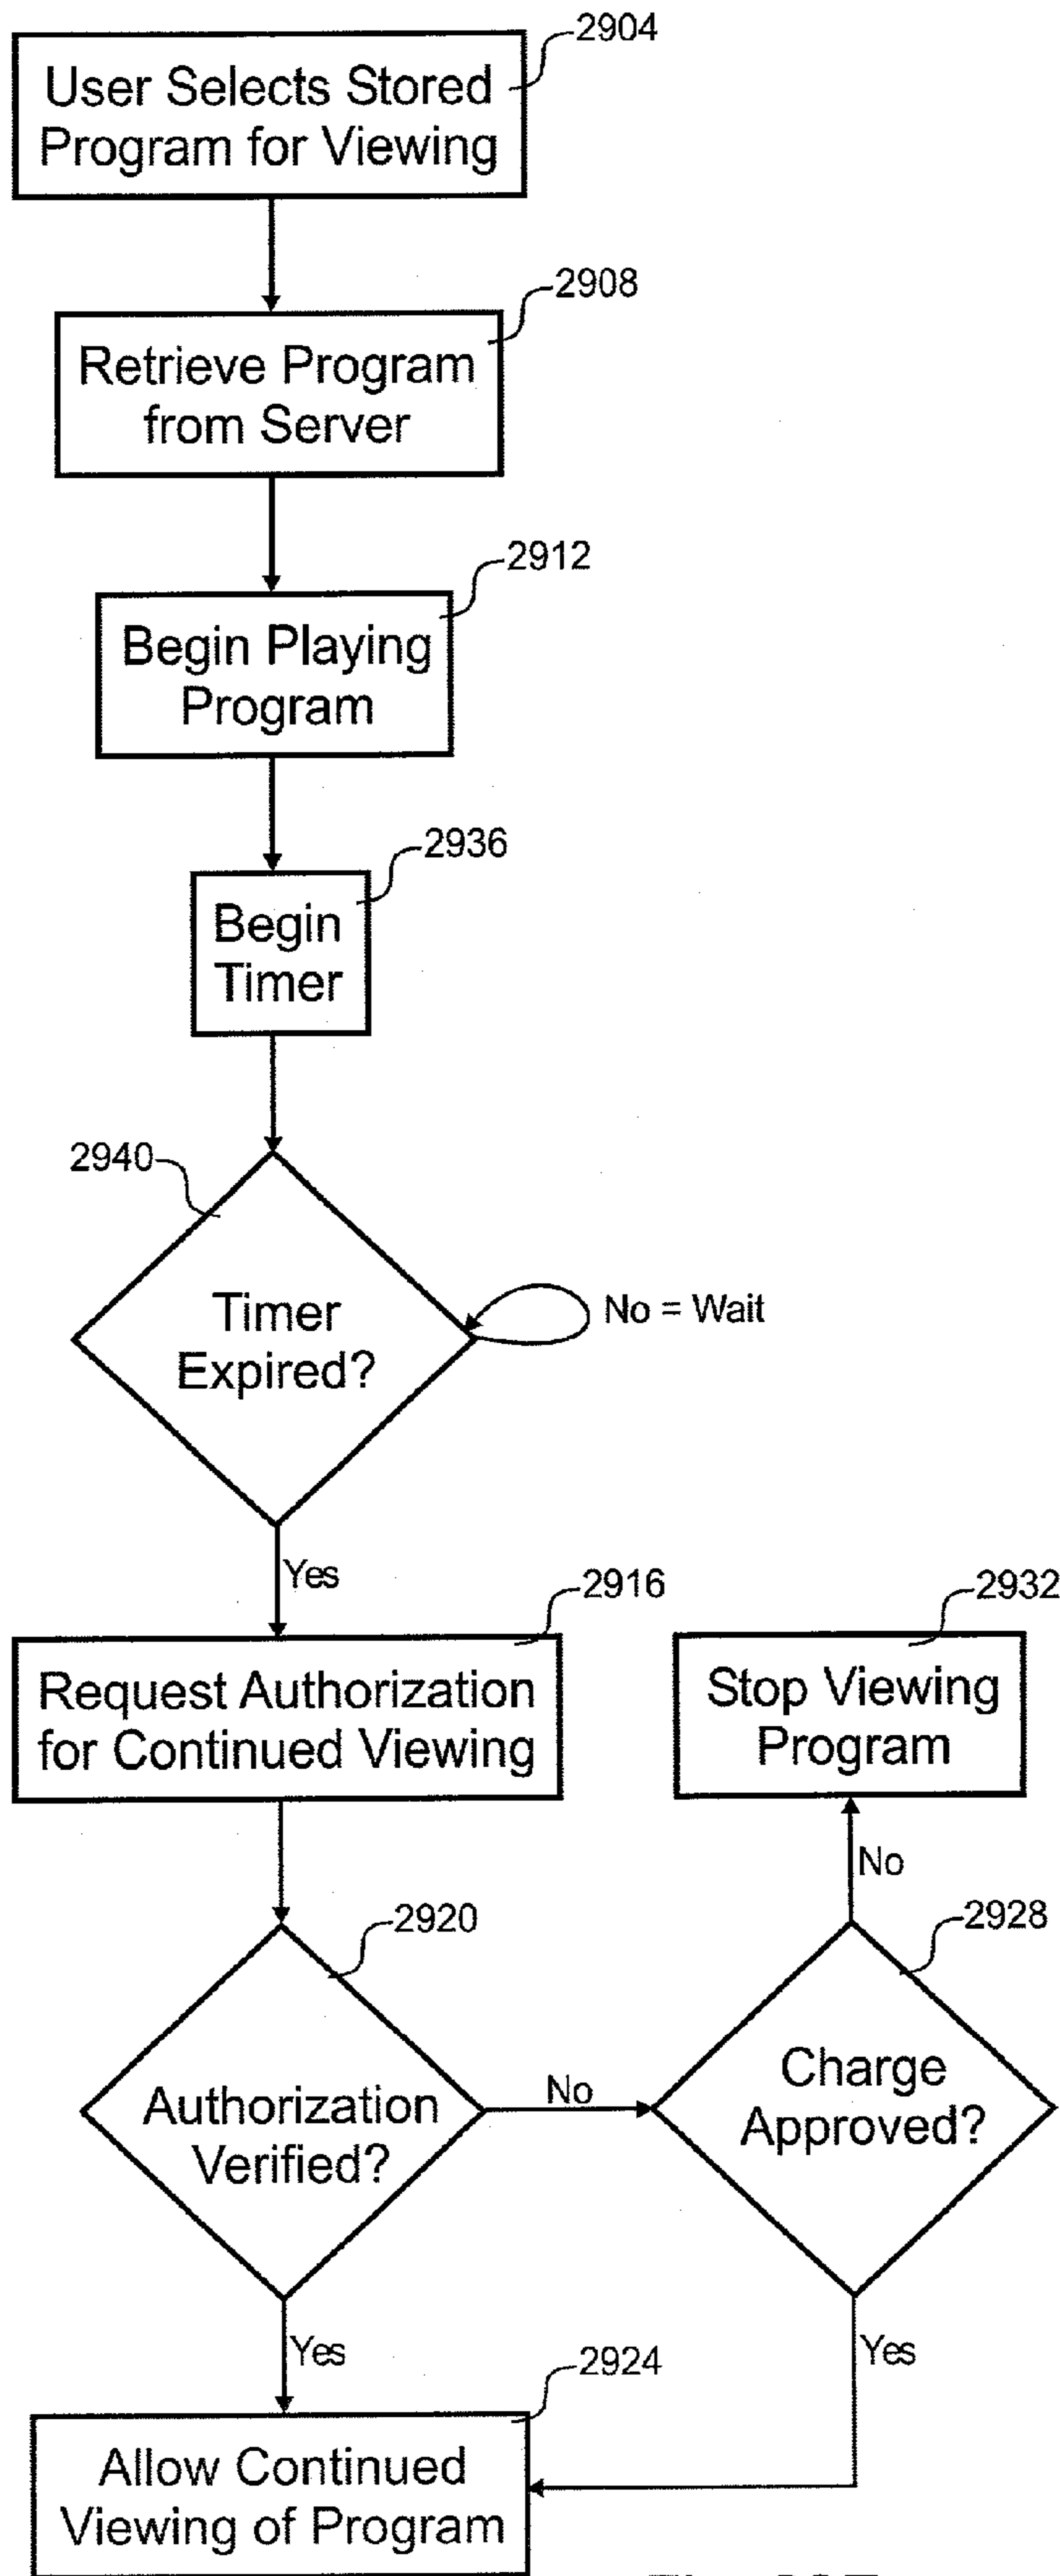 2904
User Selects Stored
Program for Viewing
2908
Retrieve Program
from Server
2912
Begin Playing
Program
2936
Begin
Timer
2940
Timer
Expired?
No = Wait
Yes
2916
Request Authorization
for Continued Viewing
2932
Stop Viewing
Program
No
2920
Authorization
Verified?
No
2928
Charge
Approved?
Yes
Yes
2924
Allow Continued
Viewing of Program